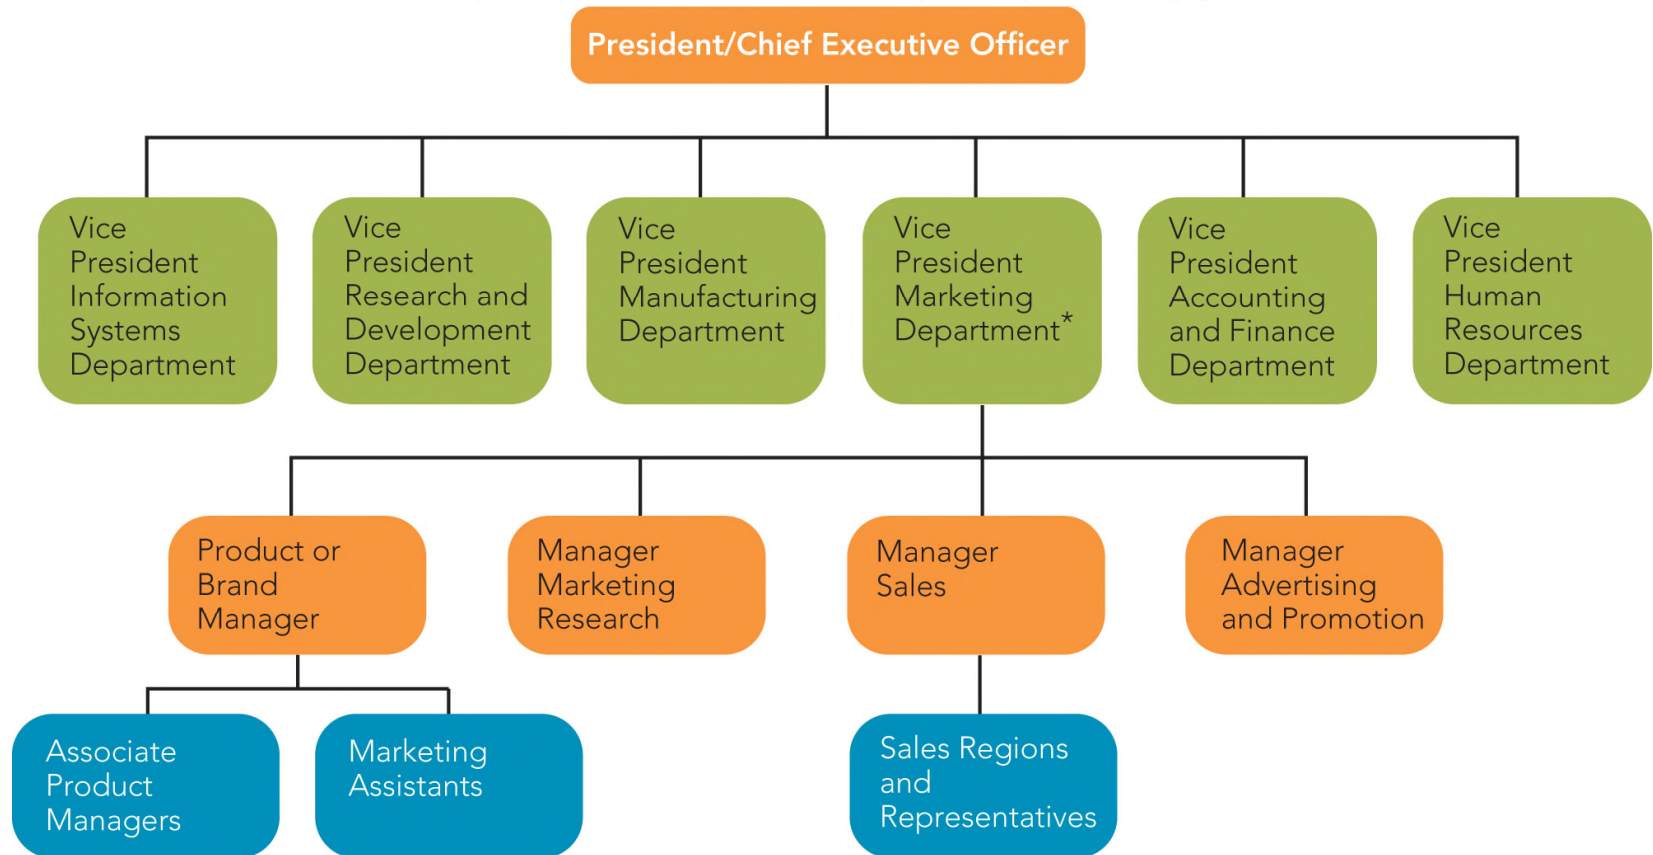 President/Chief Executive Officer
Vice
President
Information
Systems
Department
Vice
President
Research and
Development
Department
Vice
President
Manufacturing
Department
Vice
President
Marketing
Department*
Vice
President
Accounting
and Finance
Department
Vice
President
Human
Resources
Department
Product or
Brand
Manager
Manager
Marketing
Research
Manager
Sales
Manager
Advertising
and Promotion
Associate
Product
Managers
Marketing
Assistants
Sales Regions
and
Representatives